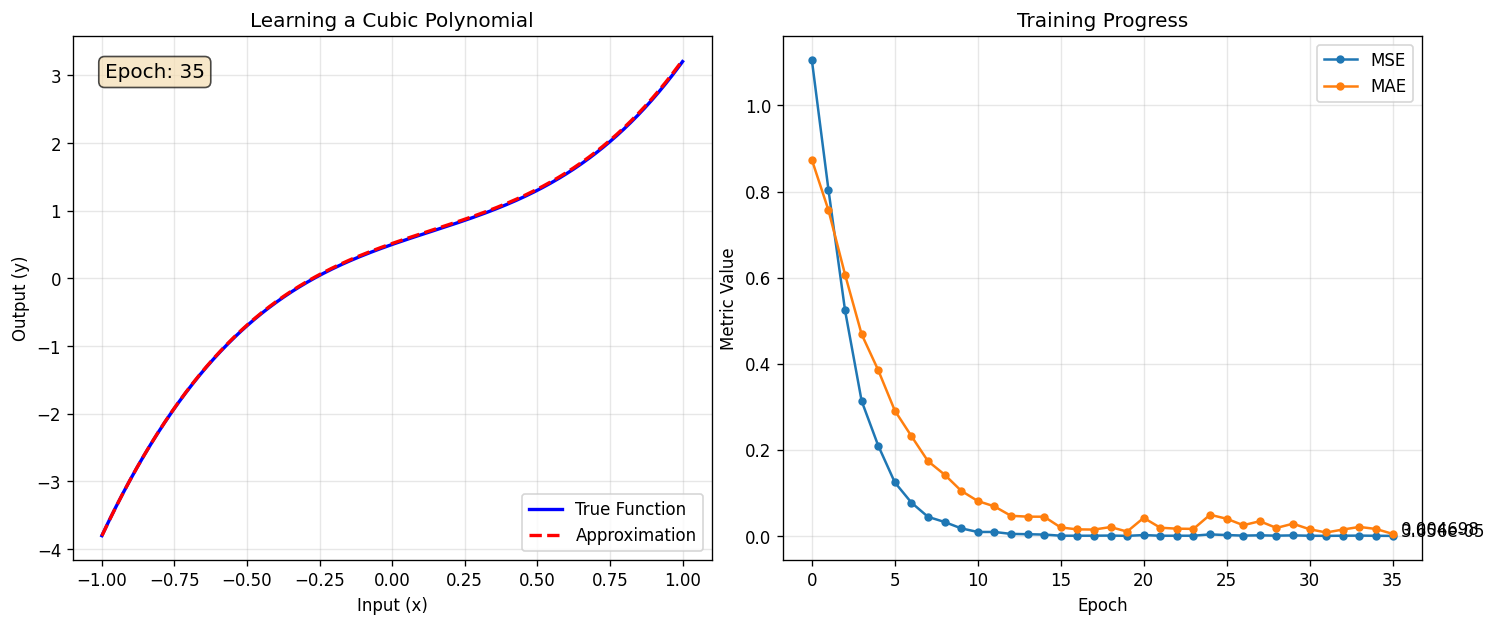 Learning a Cubic Polynomial
Epoch: 35
3
2
1
0
−1
−2
−3
−4
Output (y)
True Function
Approximation
−1.00 −0.75 −0.50 −0.25 0.00 0.25 0.50 0.75 1.00
Input (x)
Training Progress
MSE
MAE
1.0
0.8
0.6
0.4
0.2
0.0
Metric Value
0.004698
0 5 10 15 20 25 30 35
Epoch